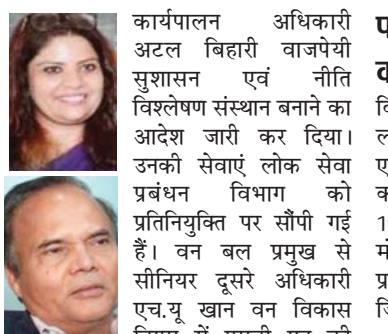 कार्यपालन अधिकारी
अटल बिहारी वाजपेयी
सुशासन एवं नीति
विश्लेषण संस्थान बनाने का
आदेश जारी कर दिया।
उनकी सेवाएं लोक सेवा
प्रबंधन विभाग को
प्रतिनियुक्ति पर सौंपी गई
हैं। वन बल प्रमुख से
सीनियर दूसरे अधिकारी
एच.यू खान वन विकास